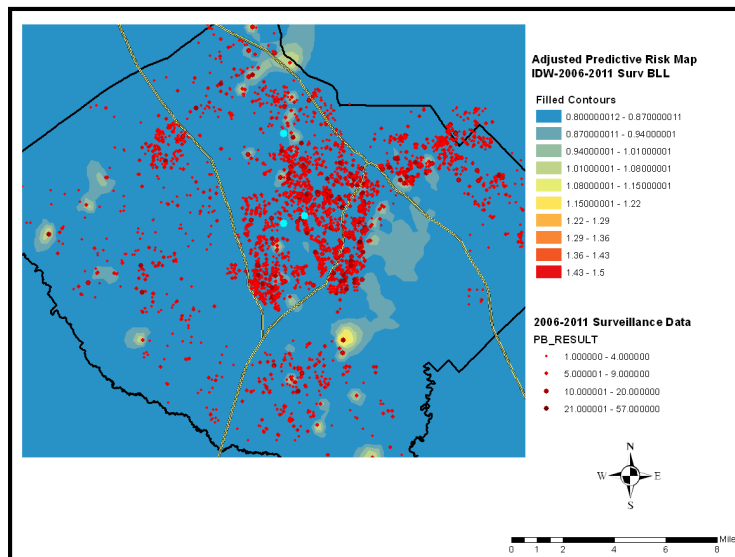 Adjusted Predictive Risk Map
IDW-2006-2011 Surv BLL
Filled Contours
0.800000012 - 0.870000011
0.870000011 - 0.94000001
0.94000001 - 1.01000001
1.01000001 - 1.08000001
1.08000001 - 1.15000001
1.15000001 - 1.22
1.22 - 1.29
1.29 - 1.36
1.36 - 1.43
1.43 - 1.5
2006-2011 Surveillance Data
PB_RESULT
1.000000 - 4.000000
5.000001 - 9.000000
10.000001 - 20.000000
21.000001 - 57.000000
N
W E
S
Mile
0 0.5 1 2 4 6 8